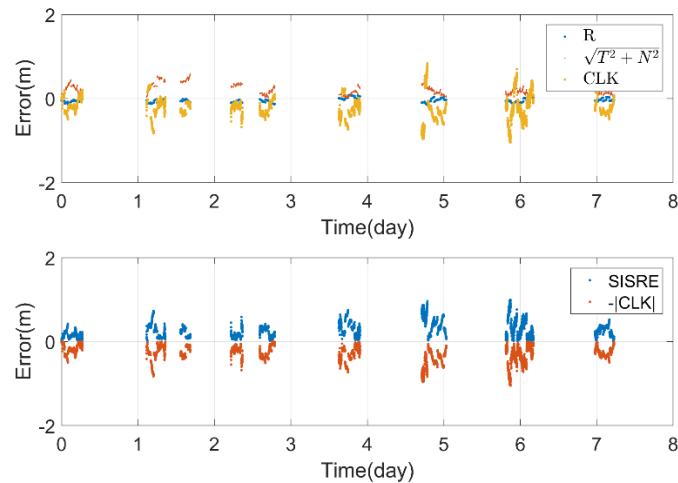 2
0
-2
Error(m)
0 1 2 3 4 5 6 7 8
Time(day)
R
√T² + N²
CLK
2
0
-2
Error(m)
0 1 2 3 4 5 6 7 8
Time(day)
SISRE
-|CLK|